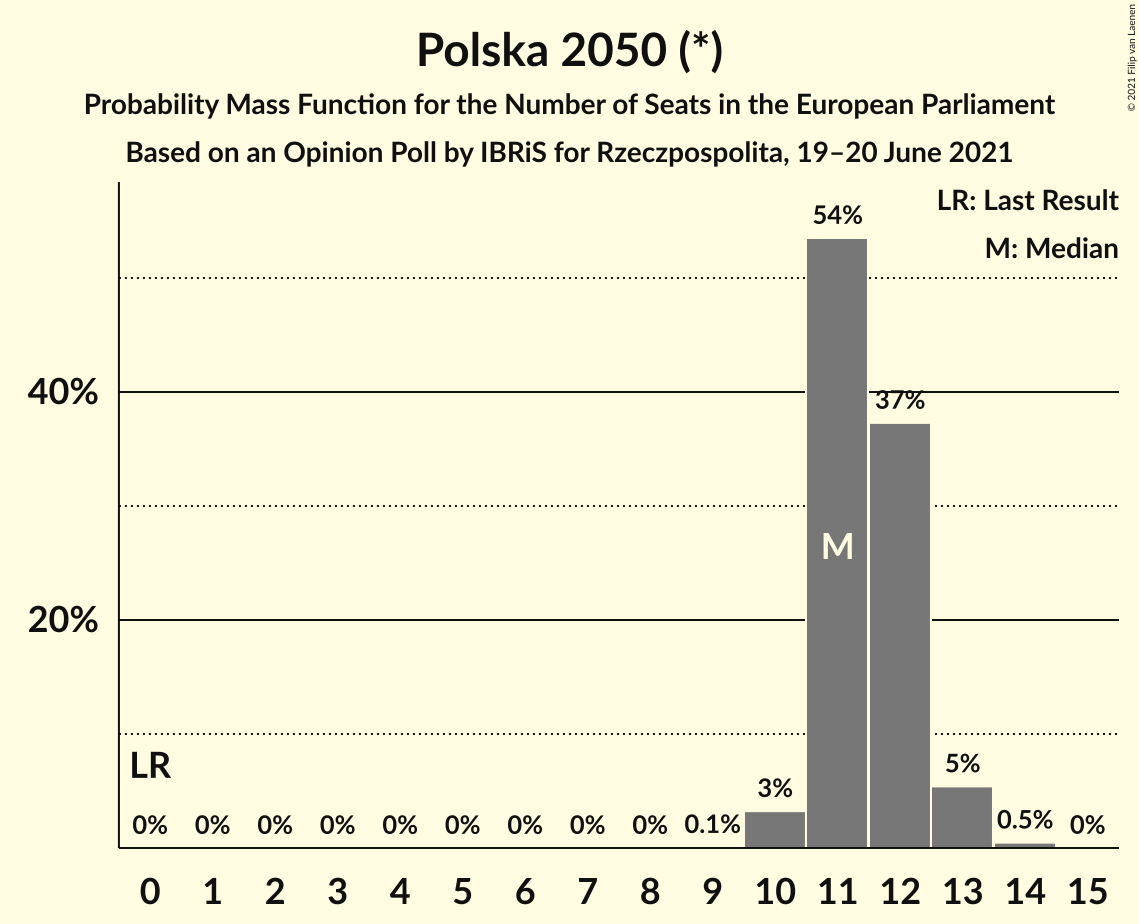 Polska 2050 (*)
Probability Mass Function for the Number of Seats in the European Parliament
Based on an Opinion Poll by IBRiS for Rzeczpospolita, 19–20 June 2021
© 2021 Filip van Laenen
LR: Last Result
M: Median
54%
40%
37%
M
20%
LR
0% 0% 0% 0% 0% 0% 0% 0% 0% 0.1% 3% 5% 0.5% 0%
0 1 2 3 4 5 6 7 8 9 10 11 12 13 14 15